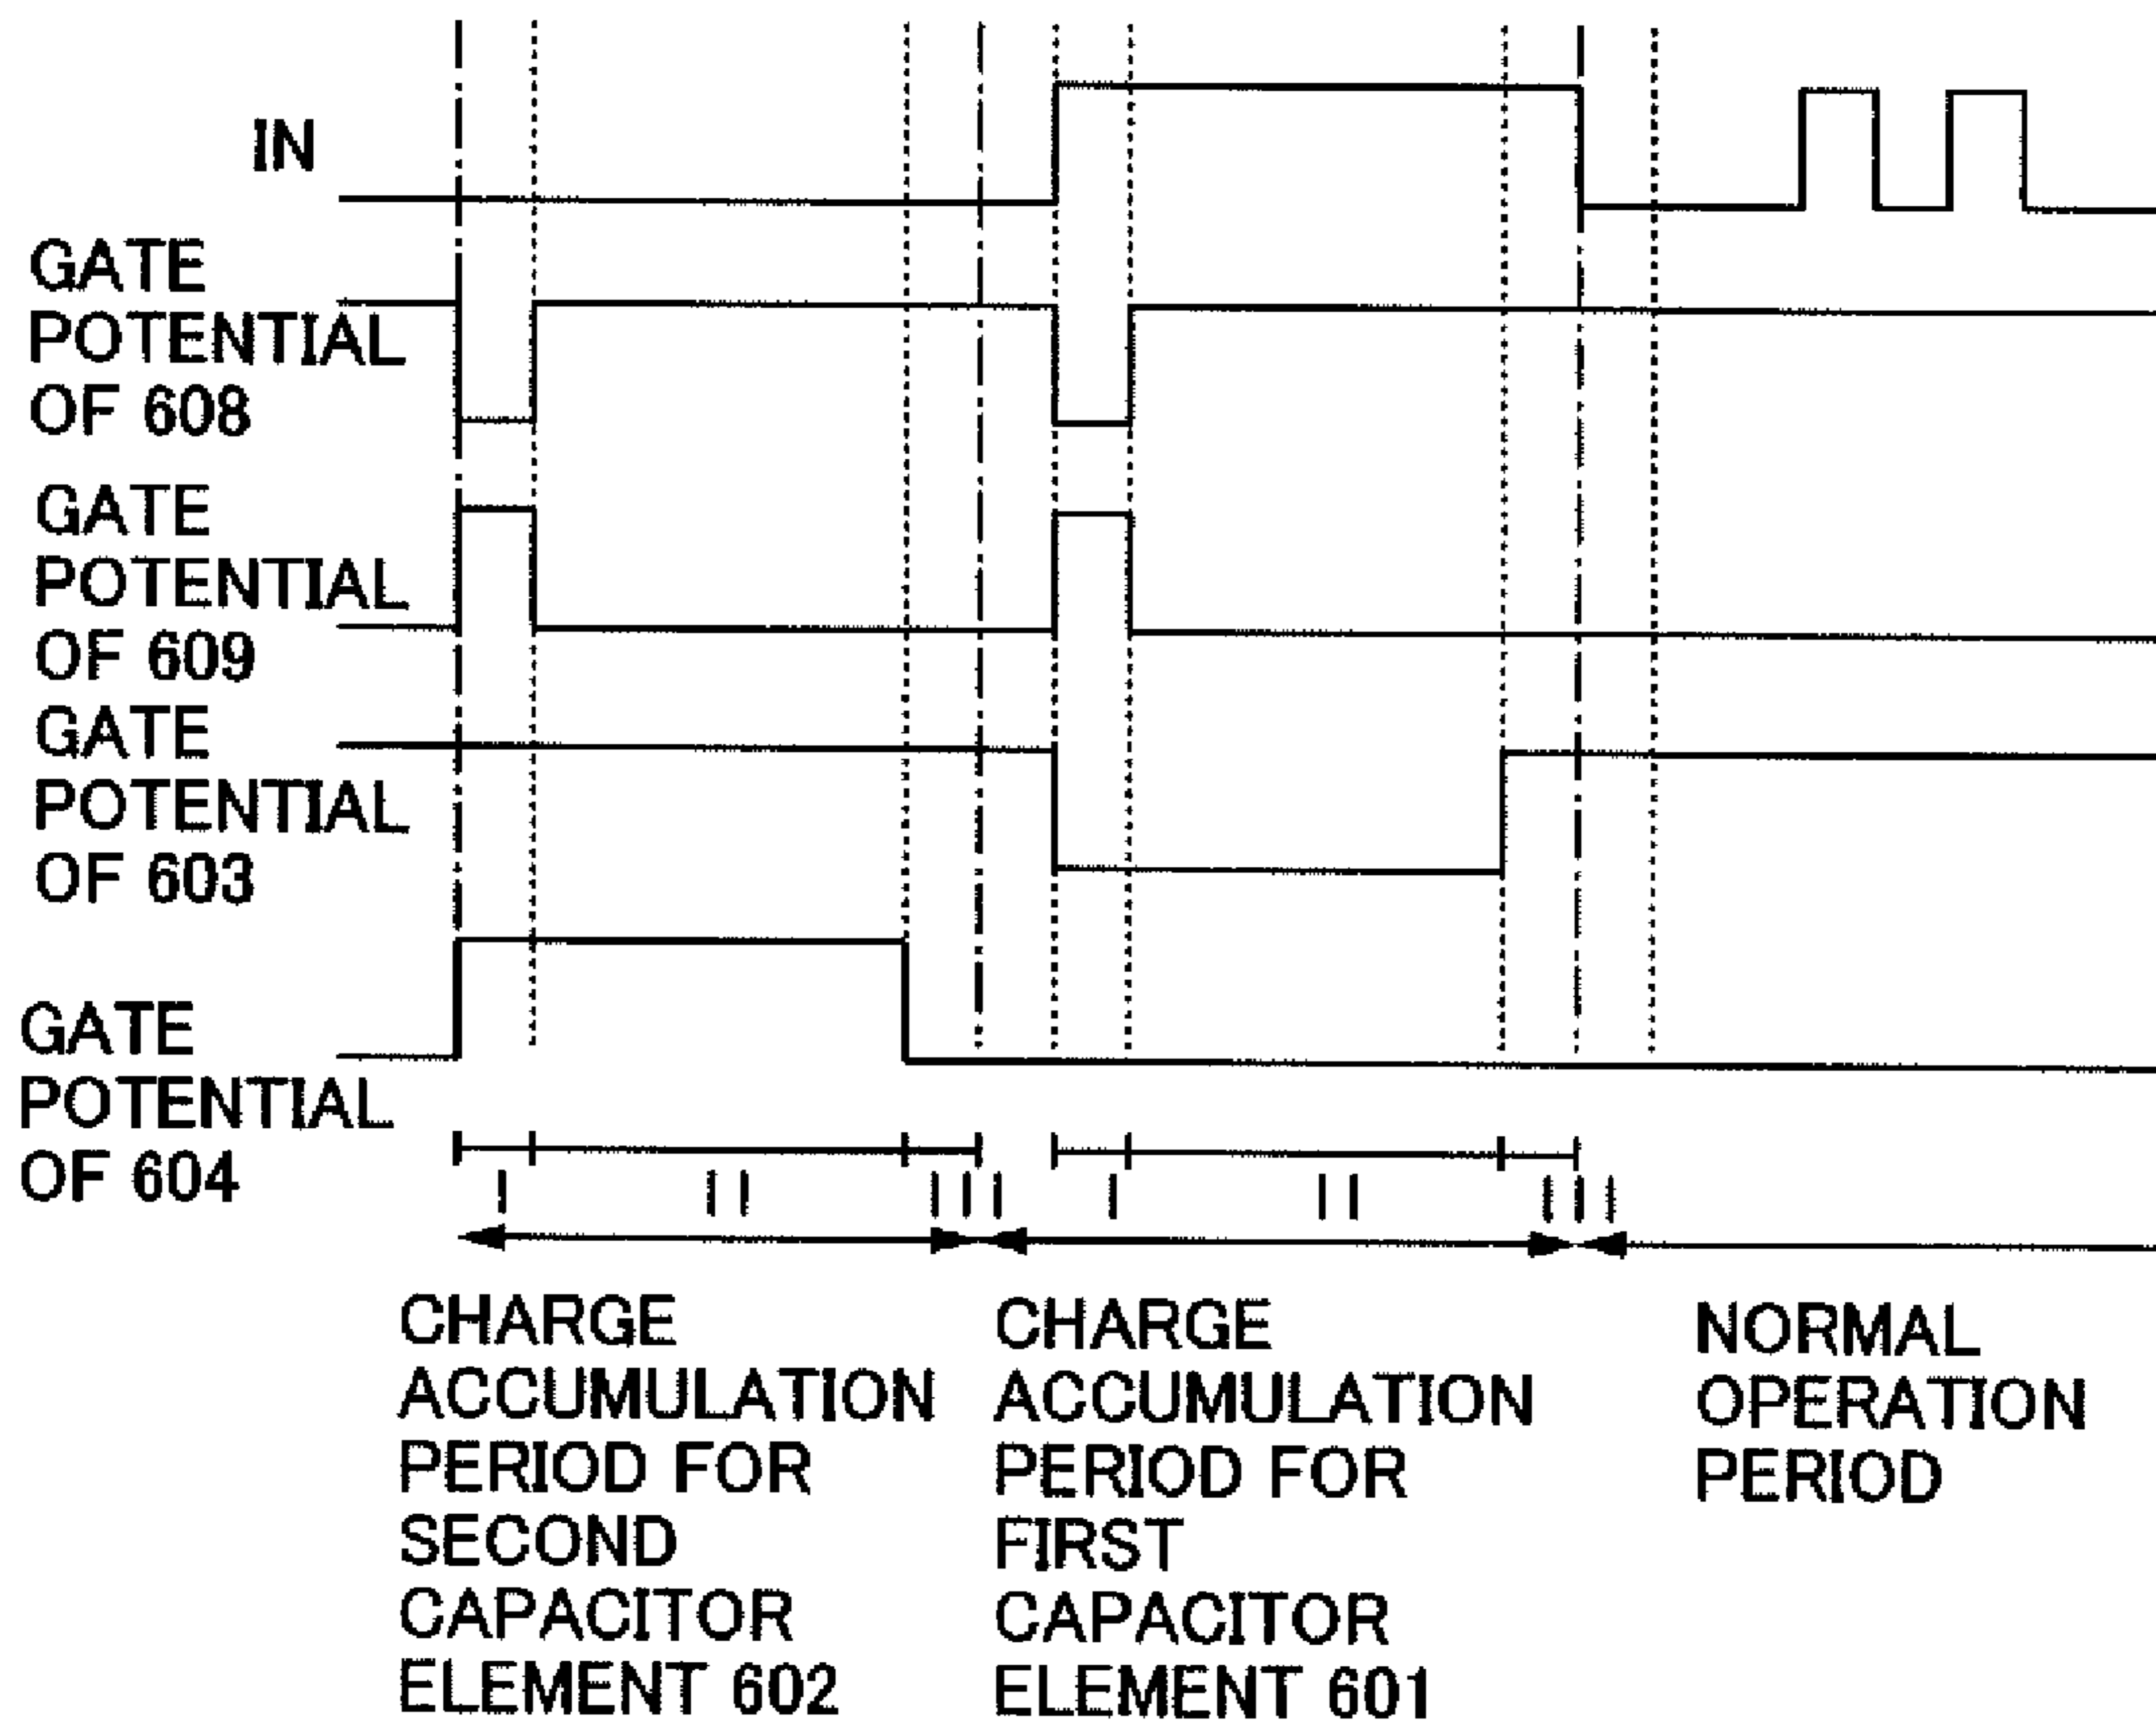 IN
GATE
POTENTIAL
OF 608
GATE
POTENTIAL
OF 609
GATE
POTENTIAL
OF 603
GATE
POTENTIAL
OF 604
I II III I II III
CHARGE
ACCUMULATION
PERIOD FOR
SECOND
CAPACITOR
ELEMENT 602
CHARGE
ACCUMULATION
PERIOD FOR
FIRST
CAPACITOR
ELEMENT 601
NORMAL
OPERATION
PERIOD